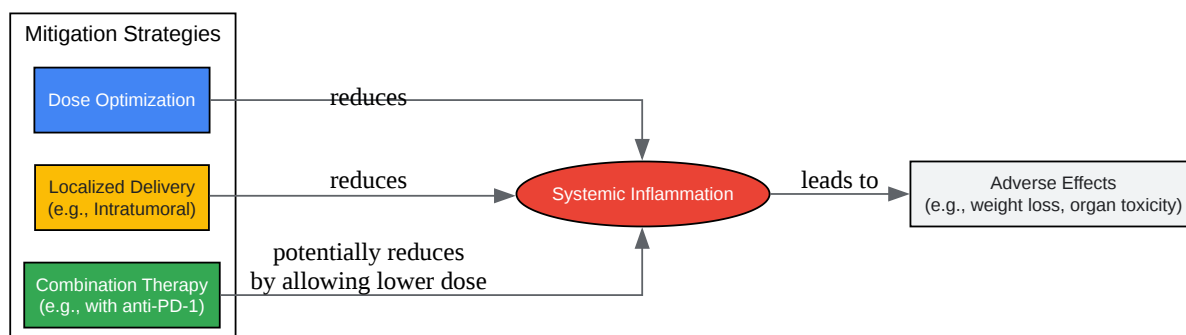 Mitigation Strategies
Dose Optimization
reduces
Localized Delivery
(e.g., Intratumoral)
reduces
Systemic Inflammation
leads to
Adverse Effects
(e.g., weight loss, organ toxicity)
potentially reduces
by allowing lower dose
Combination Therapy
(e.g., with anti-PD-1)